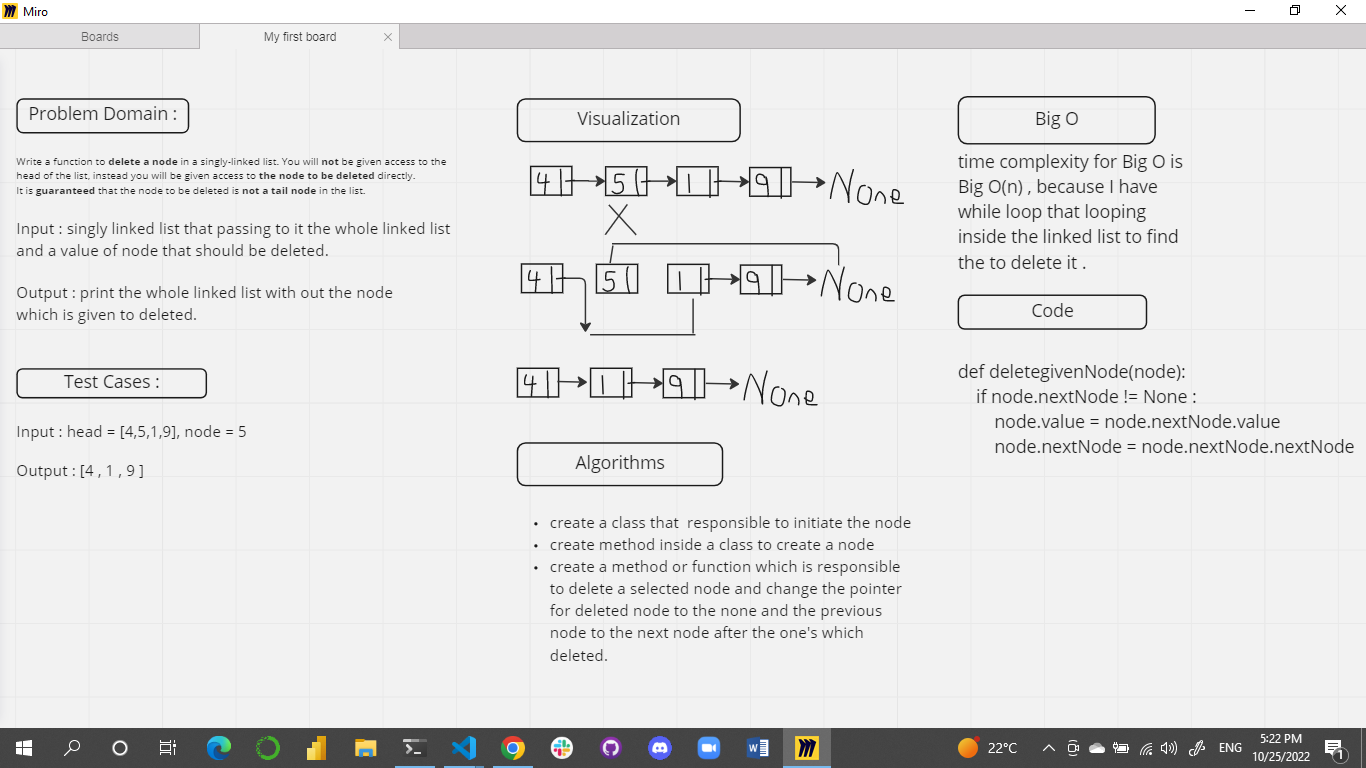 Miro
Boards
My first board
Problem Domain :
Write a function to delete a node in a singly-linked list. You will not be given access to the
head of the list, instead you will be given access to the node to be deleted directly.
It is guaranteed that the node to be deleted is not a tail node in the list.
Input : singly linked list that passing to it the whole linked list
and a value of node that should be deleted.
Output : print the whole linked list with out the node
which is given to deleted.
Test Cases :
Input : head = [4,5,1,9], node = 5
Output : [4 , 1 , 9 ]
Visualization
4 5 1 9 None
X
4 5 1 9 None
4 1 9 None
Algorithms
• create a class that  responsible to initiate the node
• create method inside a class to create a node
• create a method or function which is responsible
to delete a selected node and change the pointer
for deleted node to the none and the previous
node to the next node after the one's which
deleted.
Big O
time complexity for Big O is
Big O(n) , because I have
while loop that looping
inside the linked list to find
the to delete it .
Code
def deletegivenNode(node):
if node.nextNode != None :
node.value = node.nextNode.value
node.nextNode = node.nextNode.nextNode
22°C
ENG
5:22 PM
10/25/2022
1